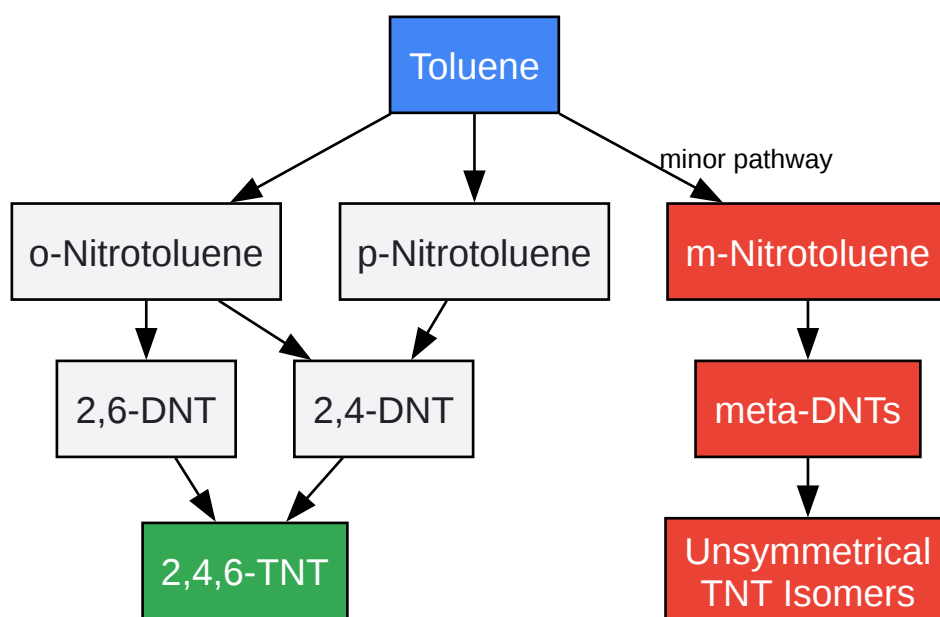 Toluene
minor pathway
o-Nitrotoluene
p-Nitrotoluene
m-Nitrotoluene
2,6-DNT
2,4-DNT
meta-DNTs
2,4,6-TNT
Unsymmetrical
TNT Isomers